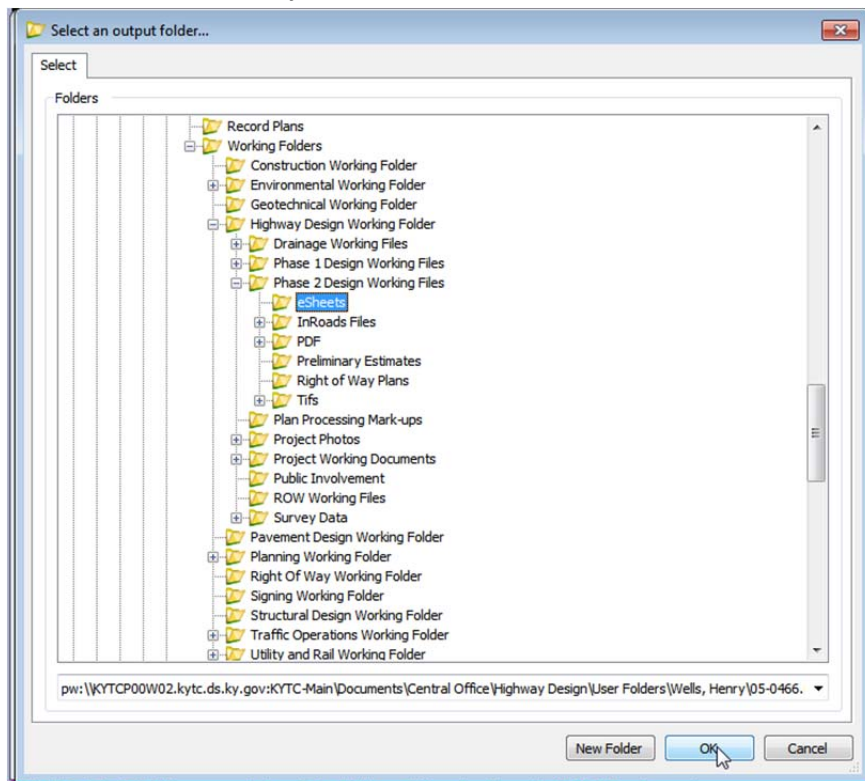 Select an output folder...
Select
Folders
Record Plans
Working Folders
Construction Working Folder
Environmental Working Folder
Geotechnical Working Folder
Highway Design Working Folder
Drainage Working Files
Phase 1 Design Working Files
Phase 2 Design Working Files
eSheets
InRoads Files
PDF
Preliminary Estimates
Right of Way Plans
Tifs
Plan Processing Mark-ups
Project Photos
Project Working Documents
Public Involvement
ROW Working Files
Survey Data
Pavement Design Working Folder
Planning Working Folder
Right Of Way Working Folder
Signing Working Folder
Structural Design Working Folder
Traffic Operations Working Folder
Utility and Rail Working Folder
pw:\\KYTCP00W02.kytc.ds.ky.gov:KYTC-Main\Documents\Central Office\Highway Design\User Folders\Wells, Henry\05-0466.
New Folder OK Cancel